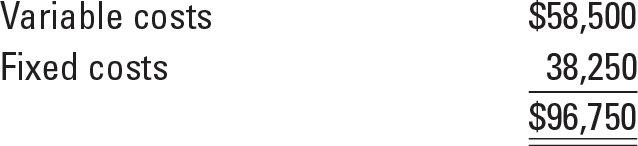 Variable costs $58,500
Fixed costs 38,250
$96,750